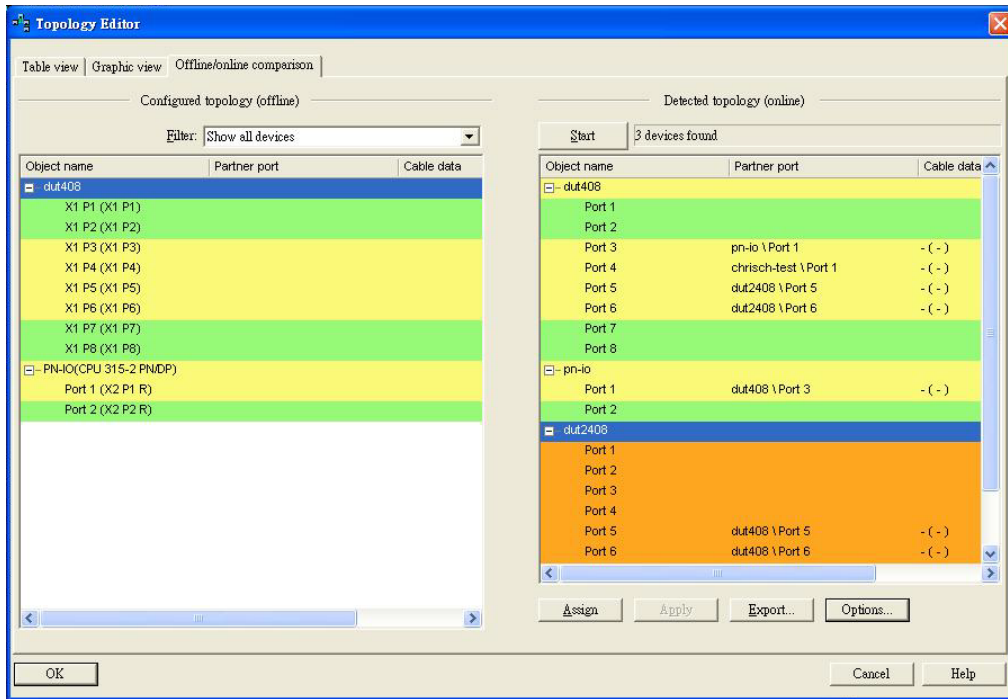 Topology Editor
Table view Graphic view Offline/online comparison
Configured topology (offline)
Filter: Show all devices
Object name Partner port Cable data
dut408
X1 P1 (X1 P1)
X1 P2 (X1 P2)
X1 P3 (X1 P3)
X1 P4 (X1 P4)
X1 P5 (X1 P5)
X1 P6 (X1 P6)
X1 P7 (X1 P7)
X1 P8 (X1 P8)
PN-IO(CPU 315-2 PN/DP)
Port 1 (X2 P1 R)
Port 2 (X2 P2 R)
Detected topology (online)
Start 3 devices found
Object name Partner port Cable data
dut408
Port 1
Port 2
Port 3 pn-io \ Port 1 - ( - )
Port 4 chrisch-test \ Port 1 - ( - )
Port 5 dut2408 \ Port 5 - ( - )
Port 6 dut2408 \ Port 6 - ( - )
Port 7
Port 8
pn-io
Port 1 dut408 \ Port 3 - ( - )
Port 2
dut2408
Port 1
Port 2
Port 3
Port 4
Port 5 dut408 \ Port 5 - ( - )
Port 6 dut408 \ Port 6 - ( - )
Assign Apply Export... Options...
OK Cancel Help